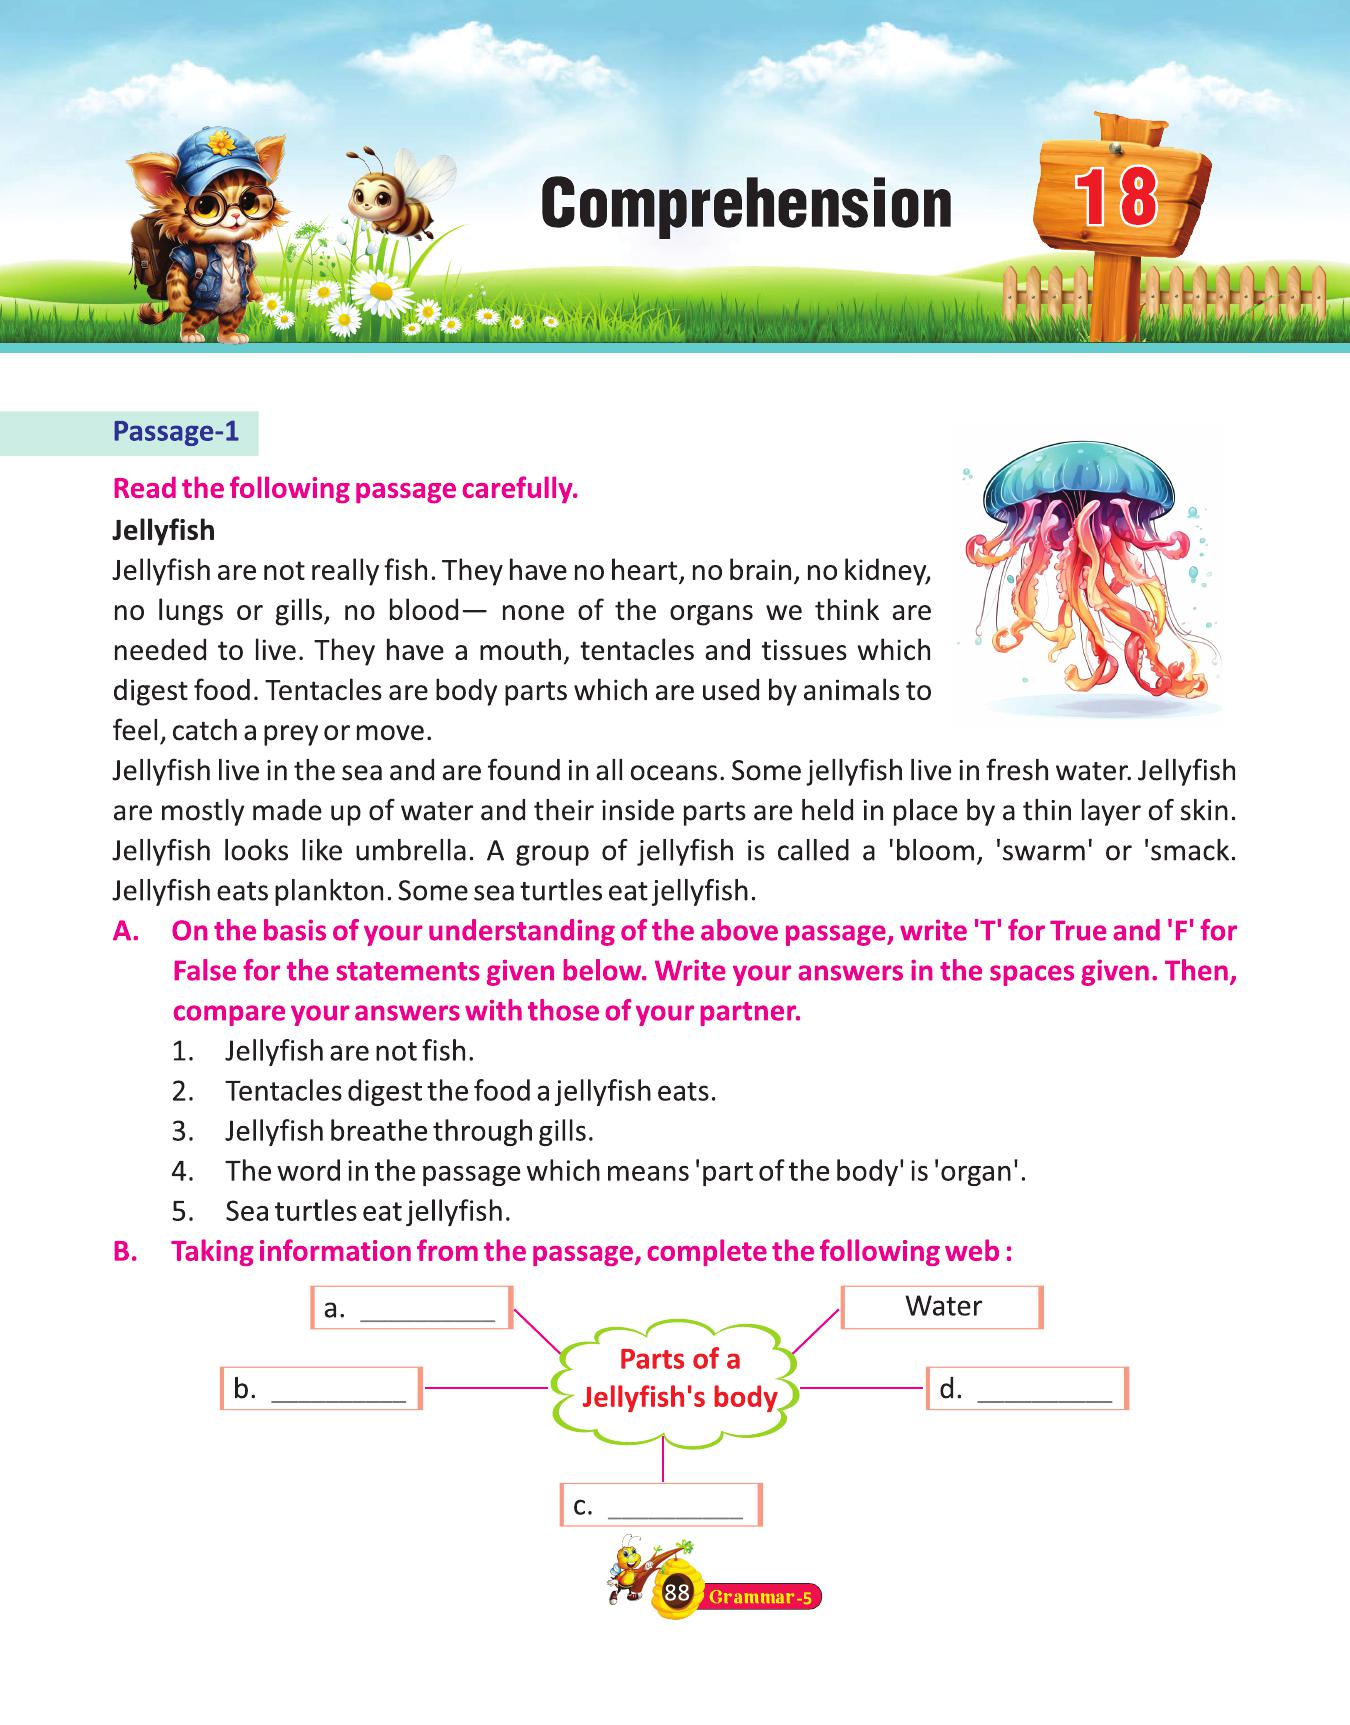 Comprehension
18
Passage-1
Read the following passage carefully.
Jellyfish
Jellyfish are not really fish. They have no heart, no brain, no kidney,
no lungs or gills, no blood— none of the organs we think are
needed to live. They have a mouth, tentacles and tissues which
digest food. Tentacles are body parts which are used by animals to
feel, catch a prey or move.
Jellyfish live in the sea and are found in all oceans. Some jellyfish live in fresh water. Jellyfish
are mostly made up of water and their inside parts are held in place by a thin layer of skin.
Jellyfish looks like umbrella. A group of jellyfish is called a 'bloom, 'swarm' or 'smack.
Jellyfish eats plankton. Some sea turtles eat jellyfish.
A. On the basis of your understanding of the above passage, write 'T' for True and 'F' for
False for the statements given below. Write your answers in the spaces given. Then,
compare your answers with those of your partner.
1. Jellyfish are not fish.
2. Tentacles digest the food a jellyfish eats.
3. Jellyfish breathe through gills.
4. The word in the passage which means 'part of the body' is 'organ'.
5. Sea turtles eat jellyfish.
B. Taking information from the passage, complete the following web :
a. __________
Water
Parts of a
Jellyfish's body
b. __________
d. __________
c. __________
88 Grammar-5